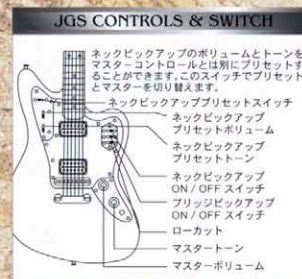 JGS CONTROLS & SWITCH
ネックピックアップのボリュームとトーンを
マスターコントロールとは別にプリセットす
ることができます。このスイッチでプリセット
とマスターを切り替えます。
ネックピックアッププリセットスイッチ
ネックピックアップ
プリセットボリューム
ネックピックアップ
プリセットトーン
ネックピックアップ
ON / OFF スイッチ
ブリッジピックアップ
ON / OFF スイッチ
ローカット
マスタートーン
マスターボリューム